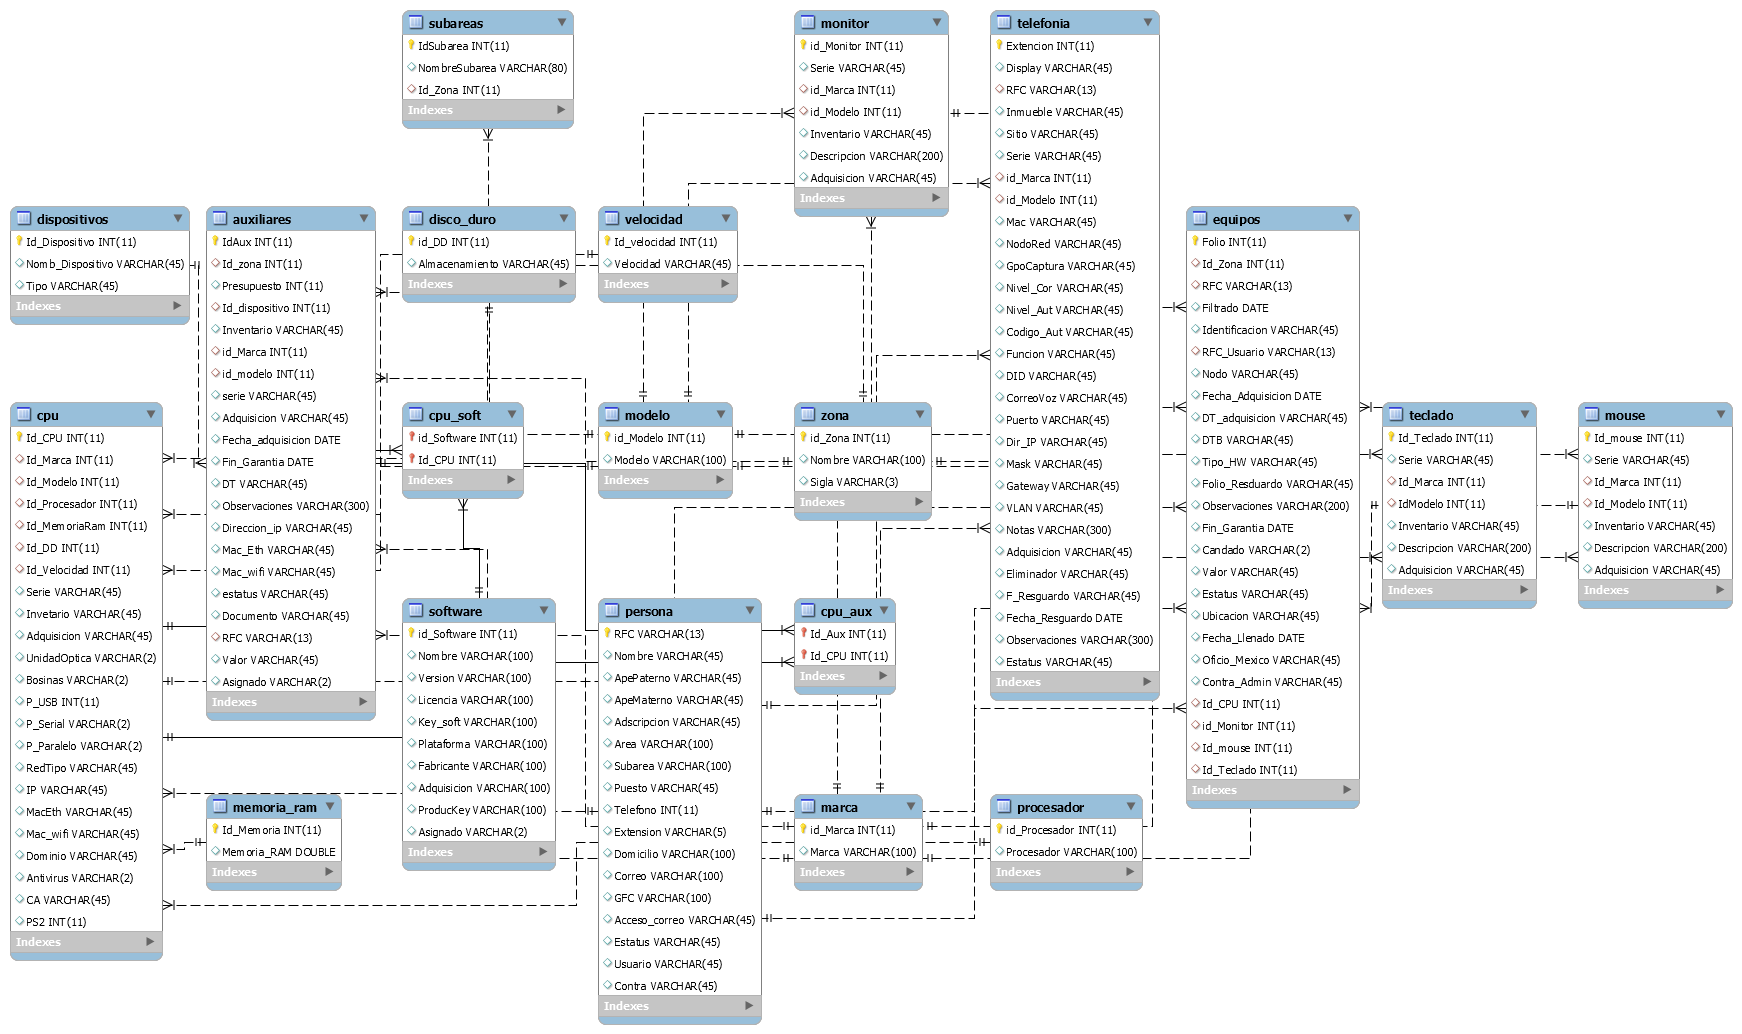 subareas
IdSubarea INT(11)
NombreSubarea VARCHAR(80)
Id_Zona INT(11)
Indexes
monitor
id_Monitor INT(11)
Serie VARCHAR(45)
id_Marca INT(11)
id_Modelo INT(11)
Inventario VARCHAR(45)
Descripcion VARCHAR(200)
Adquisicion VARCHAR(45)
Indexes
telefonia
Extencion INT(11)
Display VARCHAR(45)
RFC VARCHAR(13)
Inmueble VARCHAR(45)
Sitio VARCHAR(45)
Serie VARCHAR(45)
id_Marca INT(11)
id_Modelo INT(11)
Mac VARCHAR(45)
NodoRed VARCHAR(45)
GpoCaptura VARCHAR(45)
Nivel_Cor VARCHAR(45)
Nivel_Aut VARCHAR(45)
Codigo_Aut VARCHAR(45)
Funcion VARCHAR(45)
DID VARCHAR(45)
CorreoVoz VARCHAR(45)
Puerto VARCHAR(45)
Dir_IP VARCHAR(45)
Mask VARCHAR(45)
Gateway VARCHAR(45)
VLAN VARCHAR(45)
Notas VARCHAR(300)
Adquisicion VARCHAR(45)
Eliminador VARCHAR(45)
F_Resguardo VARCHAR(45)
Fecha_Resguardo DATE
Observaciones VARCHAR(300)
Estatus VARCHAR(45)
Indexes
dispositivos
Id_Dispositivo INT(11)
Nomb_Dispositivo VARCHAR(45)
Tipo VARCHAR(45)
Indexes
auxiliares
IdAux INT(11)
Id_zona INT(11)
Presupuesto INT(11)
Id_dispositivo INT(11)
Inventario VARCHAR(45)
id_Marca INT(11)
id_modelo INT(11)
serie VARCHAR(45)
Adquisicion VARCHAR(45)
Fecha_adquisicion DATE
Fin_Garantia DATE
DT VARCHAR(45)
Observaciones VARCHAR(300)
Direccion_ip VARCHAR(45)
Mac_Eth VARCHAR(45)
Mac_wifi VARCHAR(45)
estatus VARCHAR(45)
Documento VARCHAR(45)
RFC VARCHAR(13)
Valor VARCHAR(45)
Asignado VARCHAR(2)
Indexes
disco_duro
id_DD INT(11)
Almacenamiento VARCHAR(45)
Indexes
velocidad
Id_velocidad INT(11)
Velocidad VARCHAR(45)
Indexes
equipos
Folio INT(11)
Id_Zona INT(11)
RFC VARCHAR(13)
Filtrado DATE
Identificacion VARCHAR(45)
RFC_Usuario VARCHAR(13)
Nodo VARCHAR(45)
Fecha_Adquisicion DATE
DT_adquisicion VARCHAR(45)
DTB VARCHAR(45)
Tipo_HW VARCHAR(45)
Folio_Resduardo VARCHAR(45)
Observaciones VARCHAR(200)
Fin_Garantia DATE
Candado VARCHAR(2)
Valor VARCHAR(45)
Estatus VARCHAR(45)
Ubicacion VARCHAR(45)
Fecha_Llenado DATE
Oficio_Mexico VARCHAR(45)
Contra_Admin VARCHAR(45)
Id_CPU INT(11)
id_Monitor INT(11)
Id_mouse INT(11)
Id_Teclado INT(11)
Indexes
cpu
Id_CPU INT(11)
Id_Marca INT(11)
Id_Modelo INT(11)
Id_Procesador INT(11)
Id_MemoriaRam INT(11)
Id_DD INT(11)
Id_Velocidad INT(11)
Serie VARCHAR(45)
Invetario VARCHAR(45)
Adquisicion VARCHAR(45)
UnidadOptica VARCHAR(2)
Bosinas VARCHAR(2)
P_USB INT(11)
P_Serial VARCHAR(2)
P_Paralelo VARCHAR(2)
RedTipo VARCHAR(45)
IP VARCHAR(45)
MacEth VARCHAR(45)
Mac_wifi VARCHAR(45)
Dominio VARCHAR(45)
Antivirus VARCHAR(2)
CA VARCHAR(45)
PS2 INT(11)
Indexes
cpu_soft
id_Software INT(11)
Id_CPU INT(11)
Indexes
modelo
id_Modelo INT(11)
Modelo VARCHAR(100)
Indexes
zona
id_Zona INT(11)
Nombre VARCHAR(100)
Sigla VARCHAR(3)
Indexes
teclado
Id_Teclado INT(11)
Serie VARCHAR(45)
Id_Marca INT(11)
IdModelo INT(11)
Inventario VARCHAR(45)
Descripcion VARCHAR(200)
Adquisicion VARCHAR(45)
Indexes
mouse
Id_mouse INT(11)
Serie VARCHAR(45)
Id_Marca INT(11)
Id_Modelo INT(11)
Inventario VARCHAR(45)
Descripcion VARCHAR(200)
Adquisicion VARCHAR(45)
Indexes
software
id_Software INT(11)
Nombre VARCHAR(100)
Version VARCHAR(100)
Licencia VARCHAR(100)
Key_soft VARCHAR(100)
Plataforma VARCHAR(100)
Fabricante VARCHAR(100)
Adquisicion VARCHAR(100)
ProducKey VARCHAR(100)
Asignado VARCHAR(2)
Indexes
persona
RFC VARCHAR(13)
Nombre VARCHAR(45)
ApePaterno VARCHAR(45)
ApeMaterno VARCHAR(45)
Adscripcion VARCHAR(45)
Area VARCHAR(100)
Subarea VARCHAR(100)
Puesto VARCHAR(45)
Telefono INT(11)
Extension VARCHAR(5)
Domicilio VARCHAR(100)
Correo VARCHAR(100)
GFC VARCHAR(100)
Acceso_correo VARCHAR(45)
Estatus VARCHAR(45)
Usuario VARCHAR(45)
Contra VARCHAR(45)
Indexes
cpu_aux
Id_Aux INT(11)
Id_CPU INT(11)
Indexes
memoria_ram
Id_Memoria INT(11)
Memoria_RAM DOUBLE
Indexes
marca
id_Marca INT(11)
Marca VARCHAR(100)
Indexes
procesador
id_Procesador INT(11)
Procesador VARCHAR(100)
Indexes